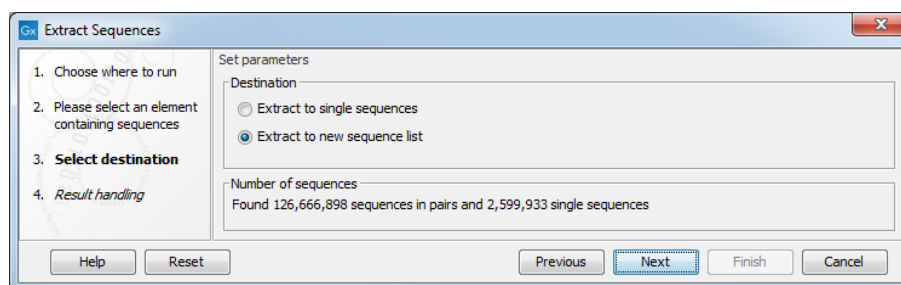 Gx Extract Sequences
1. Choose where to run
2. Please select an element
containing sequences
3. Select destination
4. Result handling
Set parameters
Destination
Extract to single sequences
Extract to new sequence list
Number of sequences
Found 126,666,898 sequences in pairs and 2,599,933 single sequences
Help Reset Previous Next Finish Cancel